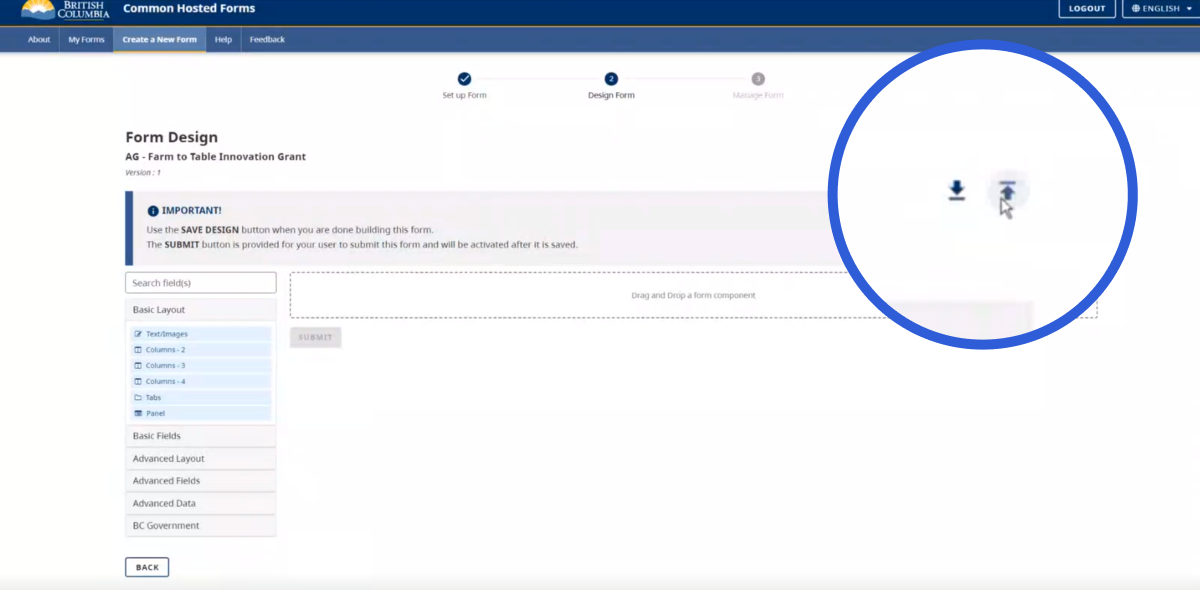 BRITISH
COLUMBIA
Common Hosted Forms
LOGOUT
ENGLISH
About
My Forms
Create a New Form
Help
Feedback
2
3
Set up Form
Design Form
Manage Form
Form Design
AG - Farm to Table Innovation Grant
Version : 1
IMPORTANT!
Use the SAVE DESIGN button when you are done building this form.
The SUBMIT button is provided for your user to submit this form and will be activated after it is saved.
Search field(s)
Drag and Drop a form component
Basic Layout
SUBMIT
Text/Images
Columns - 2
Columns - 3
Columns - 4
Tabs
Panel
Basic Fields
Advanced Layout
Advanced Fields
Advanced Data
BC Government
BACK